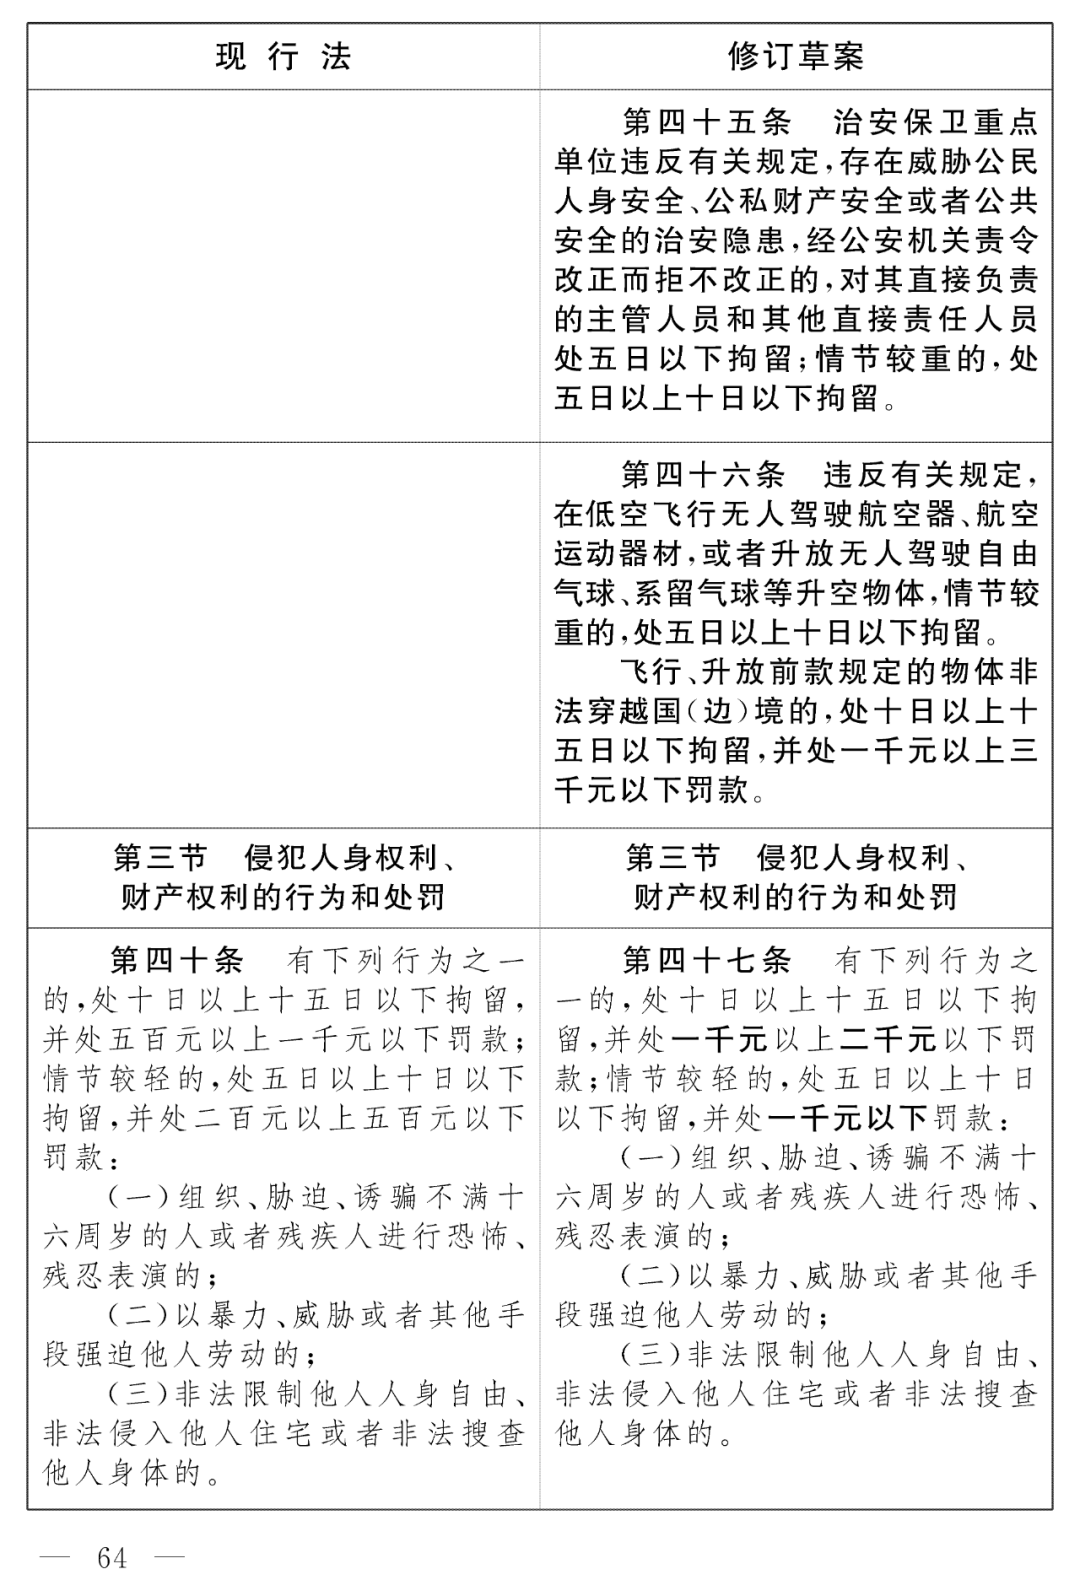 现行法
修订草案
第四十五条 治安保卫重点
单位违反有关规定,存在威胁公民
人身安全、公私财产安全或者公共
安全的治安隐患,经公安机关责令
改正而拒不改正的,对其直接负责
的主管人员和其他直接责任人员
处五日以下拘留;情节较重的,处
五日以上十日以下拘留。
第四十六条 违反有关规定,
在低空飞行无人驾驶航空器、航空
运动器材,或者升放无人驾驶自由
气球、系留气球等升空物体,情节较
重的,处五日以上十日以下拘留。
飞行、升放前款规定的物体非
法穿越国(边)境的,处十日以上十
五日以下拘留,并处一千元以上三
千元以下罚款。
第三节 侵犯人身权利、
财产权利的行为和处罚
第三节 侵犯人身权利、
财产权利的行为和处罚
第四十条 有下列行为之一
的,处十日以上十五日以下拘留,
并处五百元以上一千元以下罚款;
情节较轻的,处五日以上十日以下
拘留,并处二百元以上五百元以下
罚款:
(一)组织、胁迫、诱骗不满十
六周岁的人或者残疾人进行恐怖、
残忍表演的;
(二)以暴力、威胁或者其他手
段强迫他人劳动的;
(三)非法限制他人人身自由、
非法侵入他人住宅或者非法搜查
他人身体的。
第四十七条 有下列行为之
一的,处十日以上十五日以下拘
留,并处一千元以上二千元以下罚
款;情节较轻的,处五日以上十日
以下拘留,并处一千元以下罚款:
(一)组织、胁迫、诱骗不满十
六周岁的人或者残疾人进行恐怖、
残忍表演的;
(二)以暴力、威胁或者其他手
段强迫他人劳动的;
(三)非法限制他人人身自由、
非法侵入他人住宅或者非法搜查
他人身体的。
— 64 —